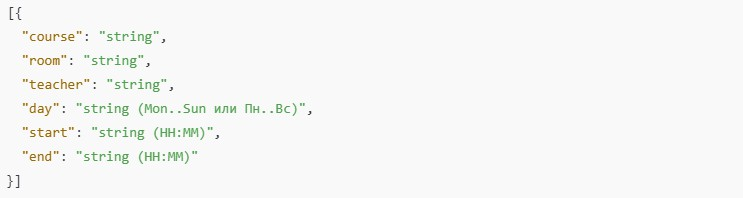 [{
"course": "string",
"room": "string",
"teacher": "string",
"day": "string (Mon..Sun или Пн..Вс)",
"start": "string (HH:MM)",
"end": "string (HH:MM)"
}]